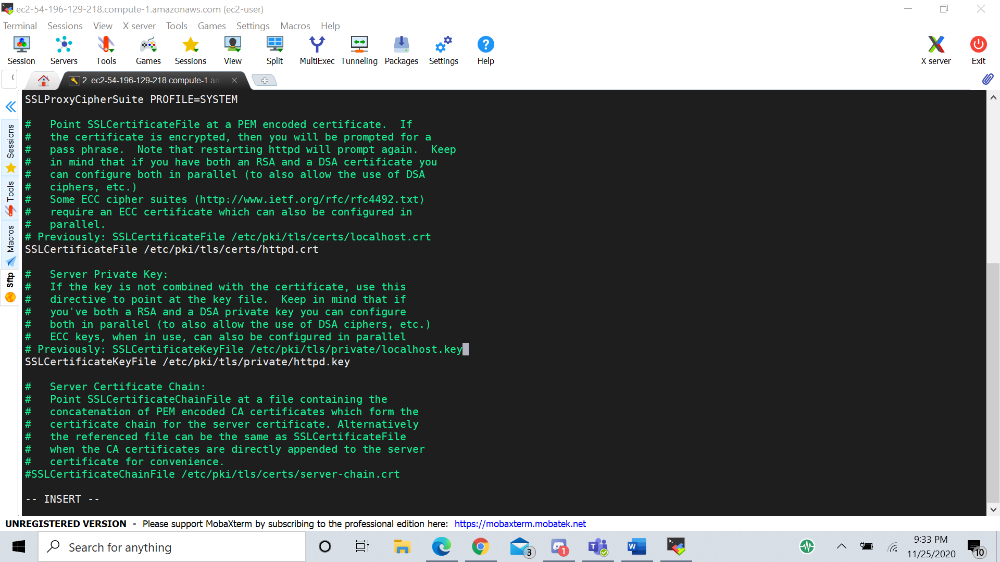 ec2-54-196-129-218.compute-1.amazonaws.com (ec2-user)
Terminal Sessions View X server Tools Games Settings Macros Help
Session Servers Tools Games Sessions View Split MultiExec Tunneling Packages Settings Help X server Exit
2. ec2-54-196-129-218.compute-1.am
Sessions
Tools
Macros
Sftp
SSLProxyCipherSuite PROFILE=SYSTEM
#   Point SSLCertificateFile at a PEM encoded certificate.  If
#   the certificate is encrypted, then you will be prompted for a
#   pass phrase.  Note that restarting httpd will prompt again.  Keep
#   in mind that if you have both an RSA and a DSA certificate you
#   can configure both in parallel (to also allow the use of DSA
#   ciphers, etc.)
#   Some ECC cipher suites (http://www.ietf.org/rfc/rfc4492.txt)
#   require an ECC certificate which can also be configured in
#   parallel.
# Previously: SSLCertificateFile /etc/pki/tls/certs/localhost.crt
SSLCertificateFile /etc/pki/tls/certs/httpd.crt
#   Server Private Key:
#   If the key is not combined with the certificate, use this
#   directive to point at the key file.  Keep in mind that if
#   you've both a RSA and a DSA private key you can configure
#   both in parallel (to also allow the use of DSA ciphers, etc.)
#   ECC keys, when in use, can also be configured in parallel
# Previously: SSLCertificateKeyFile /etc/pki/tls/private/localhost.key
SSLCertificateKeyFile /etc/pki/tls/private/httpd.key
#   Server Certificate Chain:
#   Point SSLCertificateChainFile at a file containing the
#   concatenation of PEM encoded CA certificates which form the
#   certificate chain for the server certificate. Alternatively
#   the referenced file can be the same as SSLCertificateFile
#   when the CA certificates are directly appended to the server
#   certificate for convenience.
#SSLCertificateChainFile /etc/pki/tls/certs/server-chain.crt
-- INSERT --
UNREGISTERED VERSION - Please support MobaXterm by subscribing to the professional edition here: https://mobaxterm.mobatek.net
Search for anything
3
1
9:33 PM
11/25/2020
10